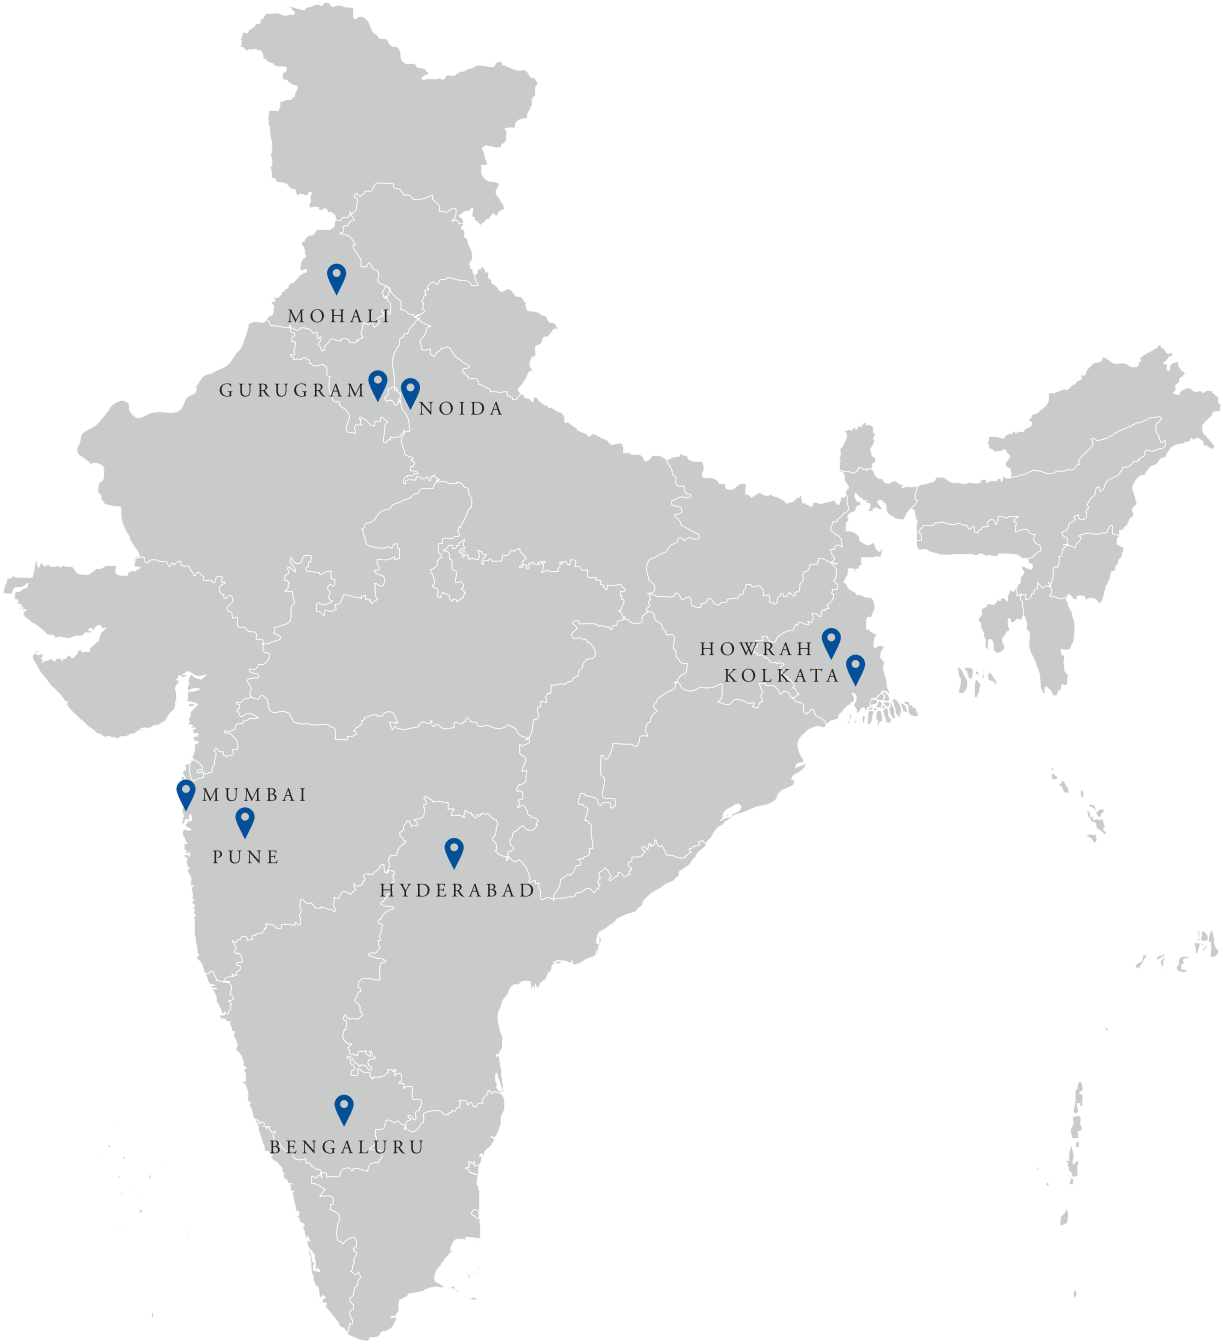 MOHALI
GURUGRAM
NOIDA
HOWRAH
KOLKATA
MUMBAI
PUNE
HYDERABAD
BENGALURU